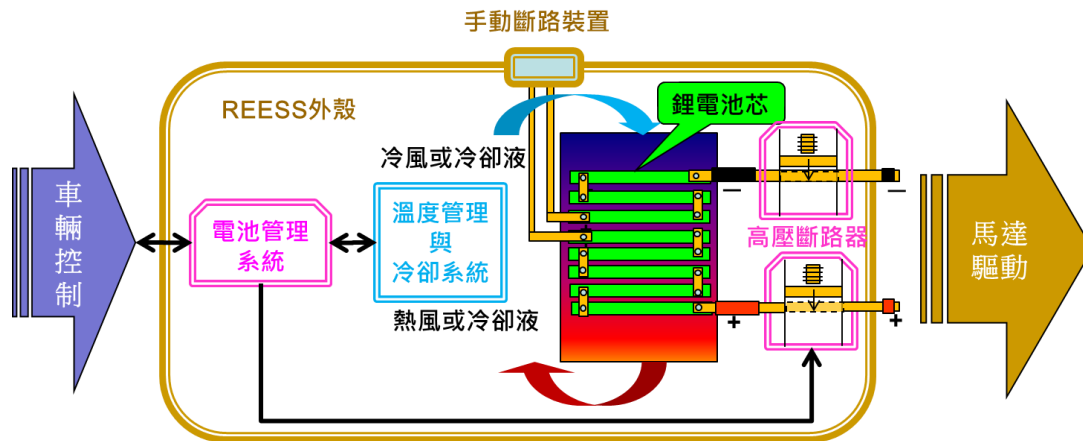 手動斷路裝置
REESS外殼
鋰電池芯
冷風或冷卻液
車輛控制
電池管理
系統
溫度管理
與
冷卻系統
高壓斷路器
馬達
驅動
熱風或冷卻液
−
−
+
+